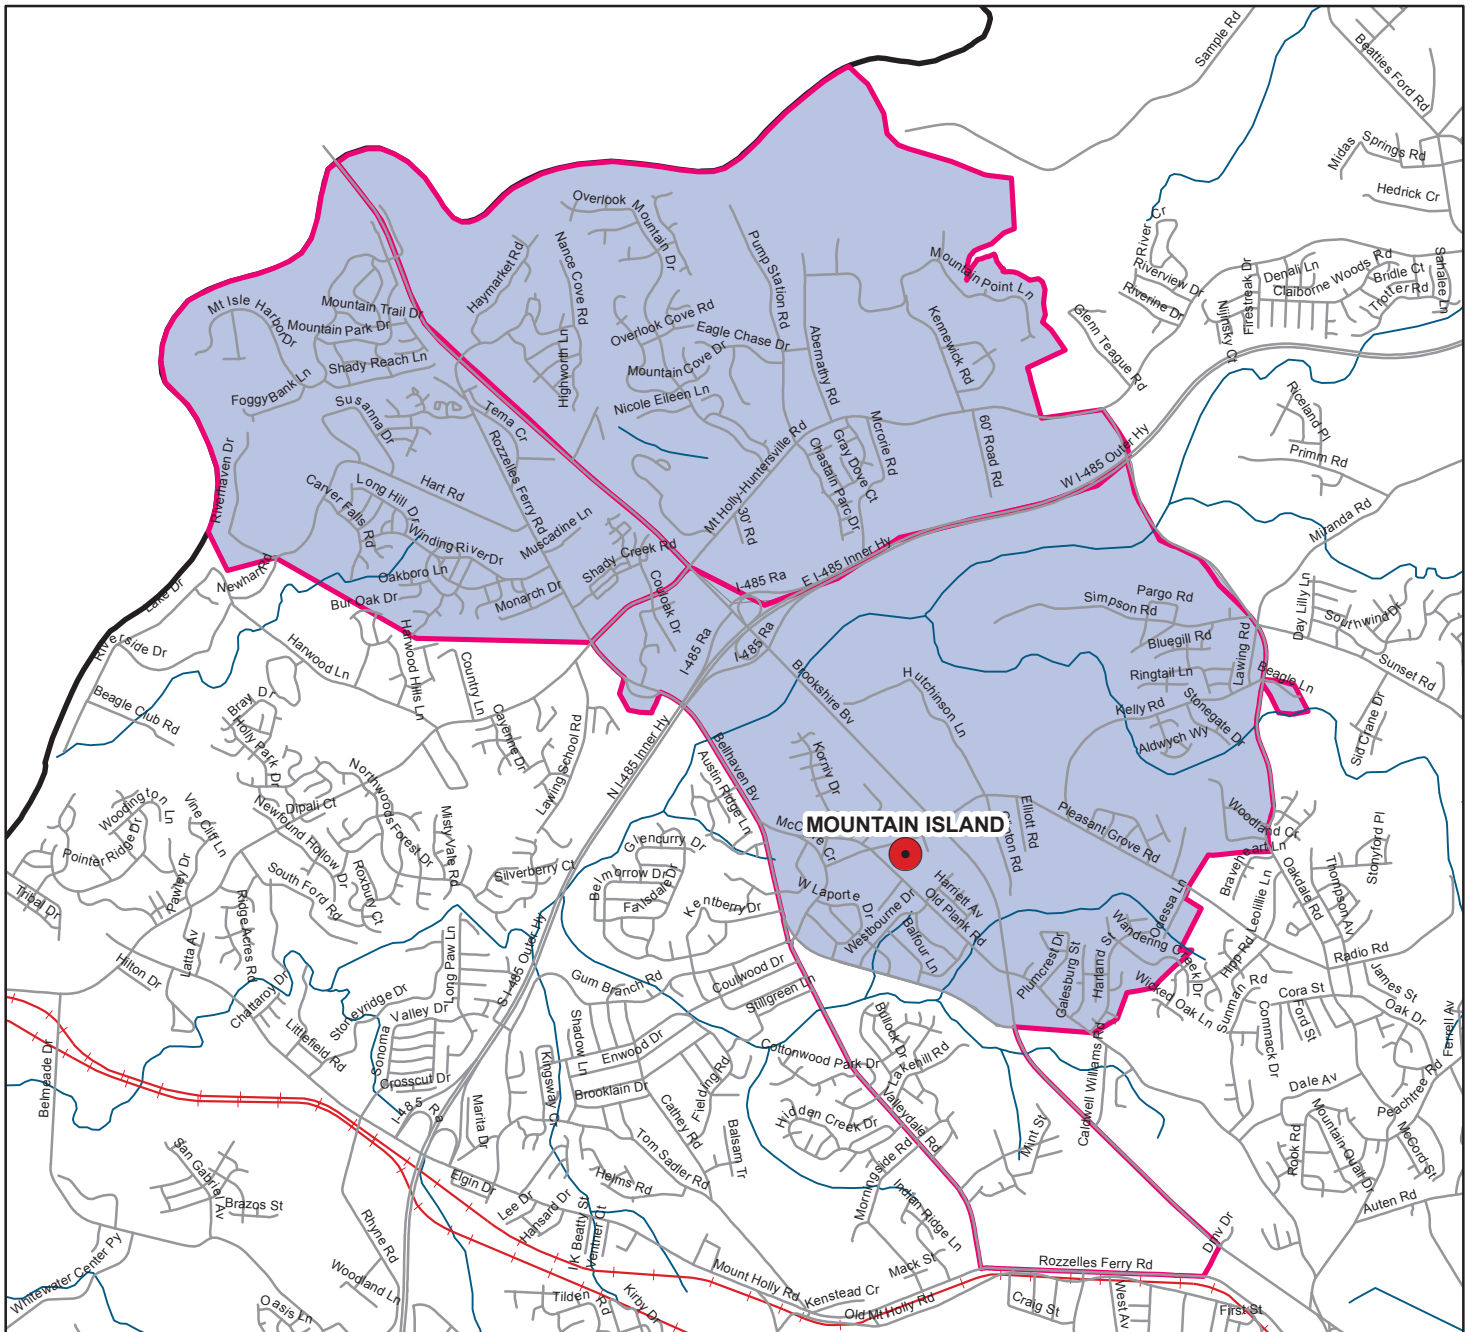 Sample Rd
Beatties Ford Rd
Midas
Springs Rd
Hedrick Cr
Overlook
Mountain Dr
Nance Cove Rd
Haymarket Rd
Pump Station Rd
Mountain Point Ln
River Cr
Riverview Dr
Riverine Dr
Firestreak Dr
Denali Ln
Claiborne Woods Rd
Bridle Ct
Trotter Rd
Sahalee Ln
Nijinsky Ct
Glenn Teague Rd
Mt Isle Harbor Dr
Mountain Trail Dr
Mountain Park Dr
Shady Reach Ln
Foggy Bank Ln
Susanna Dr
Highworth Ln
Overlook Cove Rd
Eagle Chase Dr
Mountain Cove Dr
Nicole Eileen Ln
Abernathy Rd
Kennewick Rd
Riceland Pl
Primm Rd
Miranda Rd
Tema Cr
Rozzelles Ferry Rd
Mt Holly-Huntersville Rd
Mcrorie Rd
Gray Dove Ct
Chastain Parc Dr
60' Road Rd
30' Rd
W I-485 Outer Hy
Riverhaven Dr
Hart Rd
Long Hill Dr
Carver Falls Rd
Winding River Dr
Muscadine Ln
Oakboro Ln
Shady Creek Rd
Monarch Dr
Bur Oak Dr
Couloak Dr
I-485 Ra
E I-485 Inner Hy
I-485 Ra
I-485 Ra
Lake Dr
Newhart Rd
Riverside Dr
Harwood Ln
Harwood Hills Ln
Country Ln
Cayenne Dr
Beagle Club Rd
Bray Dr
Holly Park Dr
Pargo Rd
Simpson Rd
Bluegill Rd
Ringtail Ln
Lawing Rd
Day Lilly Ln
Southwind Dr
Sunset Rd
Beagle Ln
Kelly Rd
Stonegate Dr
Aldwych Wy
Sid Crane Dr
Brookshire Bv
Hutchinson Ln
Lawing School Rd
N I-485 Inner Hy
Bellhaven Bv
Austin Ridge Ln
Korniv Dr
MOUNTAIN ISLAND
Elliott Rd
Pleasant Grove Rd
Woodland Cr
Braveheart Ln
Woodington Ln
Vine Cliff Ln
Pointer Ridge Dr
Tribal Dr
Pawley Dr
Dipali Ct
Northwoods Forest Dr
Newfound Hollow Dr
Misty Vale Rd
South Ford Rd
Roxbury Ct
Ridge Acres Rd
Silverberry Ct
Glencurry Dr
Belmorrow Dr
Falsdale Dr
Kentberry Dr
W Laporte Dr
Westbourne Dr
Harriett Av
Old Plank Rd
Balfour Ln
Odessa Ln
Wandering Creek Dr
Leolillie Ln
Oakdale Rd
Thompson Av
Stonyford Pl
Radio Rd
Hipp Rd
Plumcrest Dr
Galesburg St
Harland St
Wicked Oak Ln
Sunman Rd
Cora St
Ford St
James St
Oak Dr
Commack Dr
Ferrell Av
Latta Av
Hilton Dr
Chattaroy Dr
Littlefield Rd
Stoneyridge Dr
Valley Dr
Sonoma
Long Paw Ln
S I-485 Outer Hy
Gum Branch Rd
Coulwood Dr
Stillgreen Ln
Shadow Ln
Enwood Dr
Brooklain Dr
Kingsway Cr
Fielding Rd
Cathey Rd
Tom Sadler Rd
Balsam Tr
Bullock Dr
Cottonwood Park Dr
Lakehill Rd
Valleydale Rd
Hidden Creek Dr
Morningside Rd
Mint St
Caldwell Williams Rd
Dale Av
Peachtree Rd
Rook Rd
Mountain Quail Dr
McCord St
Auten Rd
Belmeade Dr
Crosscut Dr
I-485 Ra
Marita Dr
San Gabriel Av
Brazos St
Elgin Dr
Lee Dr
Hansard Dr
Helms Rd
I/K Beatty St
Ventner Ct
Rhyne Rd
Woodland Ln
Whitewater Center Py
Oasis Ln
Tilden Rd
Kirby Dr
Mount Holly Rd
Kenstead Cr
Mack St
Old Mt Holly Rd
Indian Ridge Ln
Rozzelles Ferry Rd
Dmv Dr
Craig St
West Av
First St